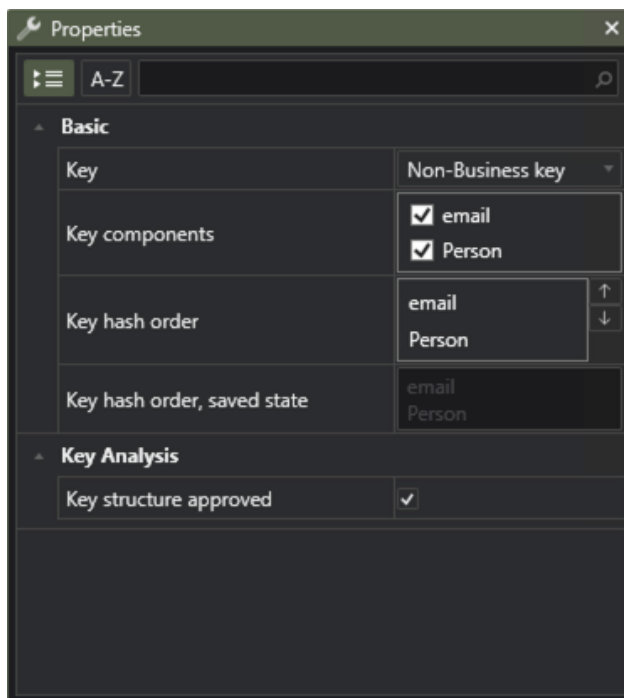 Properties
A-Z
Basic
Key Non-Business key
Key components
email
Person
Key hash order
email
Person
Key hash order, saved state
email
Person
Key Analysis
Key structure approved